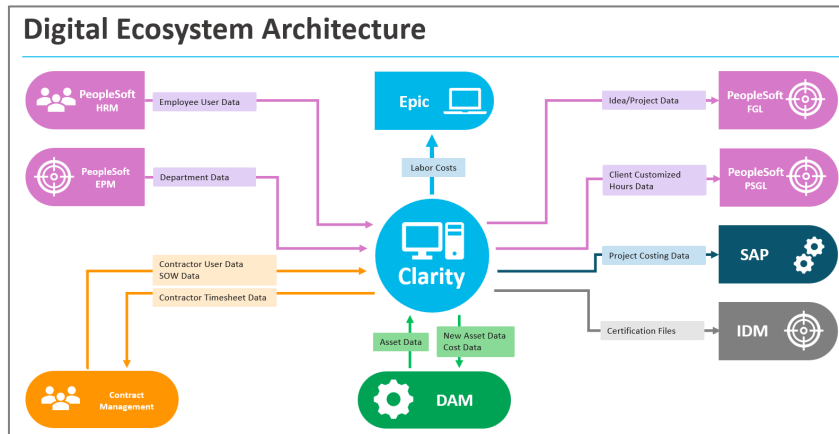 Digital Ecosystem Architecture
PeopleSoft
HRM
Employee User Data
Epic
Idea/Project Data
PeopleSoft
FGL
PeopleSoft
EPM
Department Data
Labor Costs
Client Customized
Hours Data
PeopleSoft
PSGL
Contractor User Data
SOW Data
Clarity
Project Costing Data
SAP
Contractor Timesheet Data
Certification Files
IDM
Asset Data
New Asset Data
Cost Data
Contract
Management
DAM